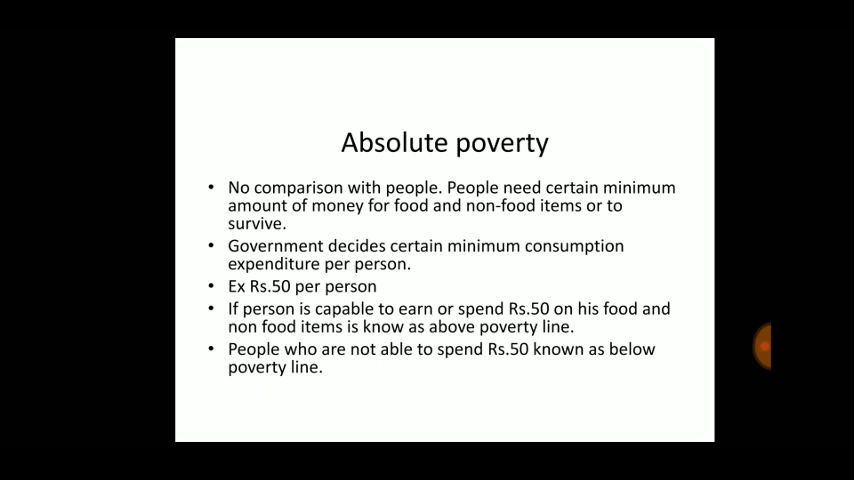 Absolute poverty
• No comparison with people. People need certain minimum
amount of money for food and non-food items or to
survive.
• Government decides certain minimum consumption
expenditure per person.
• Ex Rs.50 per person
• If person is capable to earn or spend Rs.50 on his food and
non food items is know as above poverty line.
• People who are not able to spend Rs.50 known as below
poverty line.